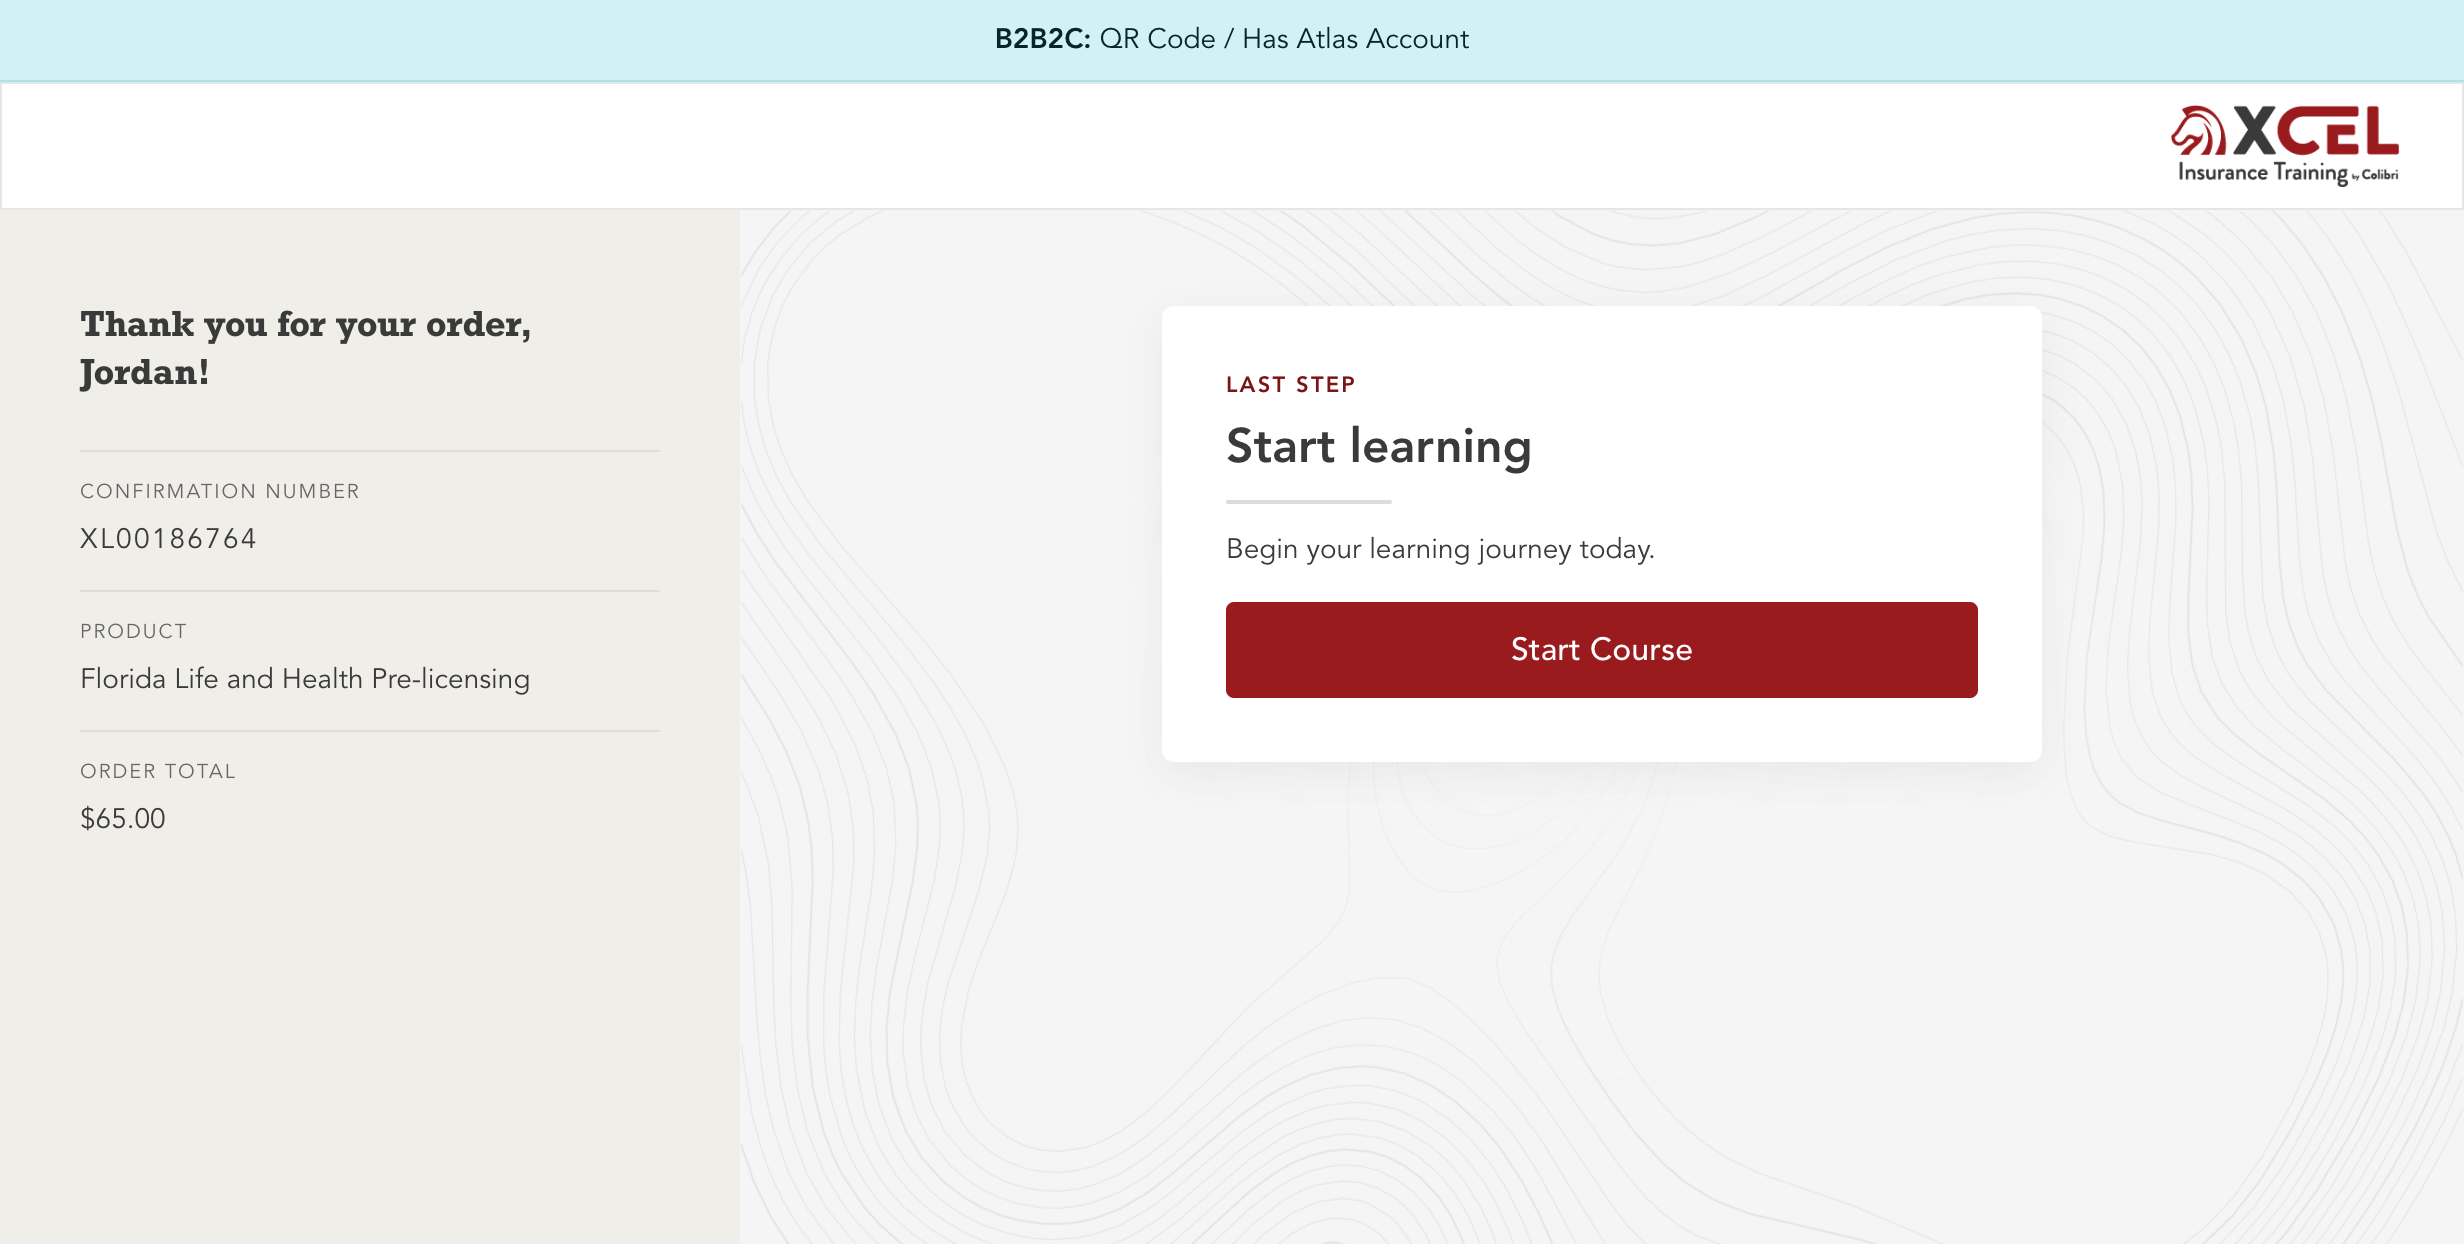 B2B2C: QR Code / Has Atlas Account
XCEL
Insurance Training by Colibri
Thank you for your order,
Jordan!
CONFIRMATION NUMBER
XL00186764
PRODUCT
Florida Life and Health Pre-licensing
ORDER TOTAL
$65.00
LAST STEP
Start learning
Begin your learning journey today.
Start Course